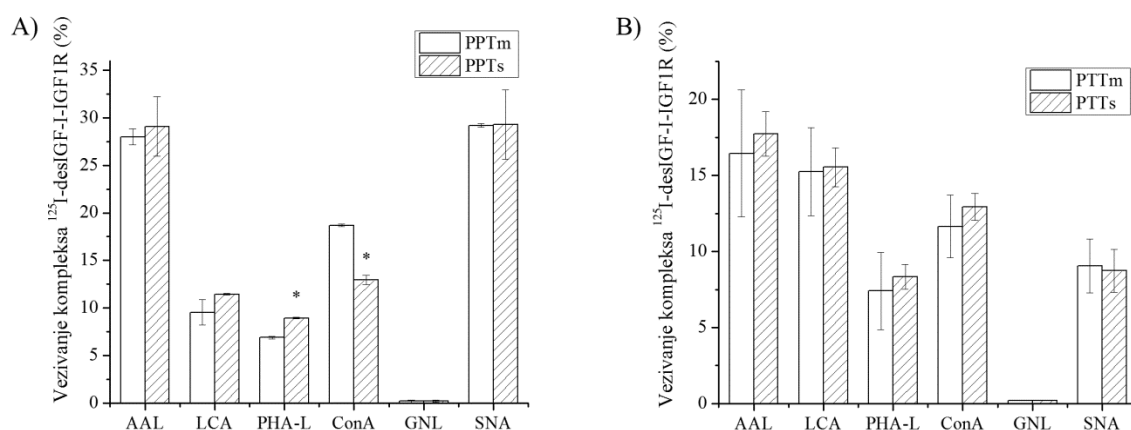 A)
PPTm
PPTs
Vezivanje kompleksa ¹²⁵I-desIGF-I-IGF1R (%)
35
30
25
20
15
10
5
0
*
*
AAL LCA PHA-L ConA GNL SNA
B)
PTTm
PTTs
Vezivanje kompleksa ¹²⁵I-desIGF-I-IGF1R (%)
20
15
10
5
0
AAL LCA PHA-L ConA GNL SNA